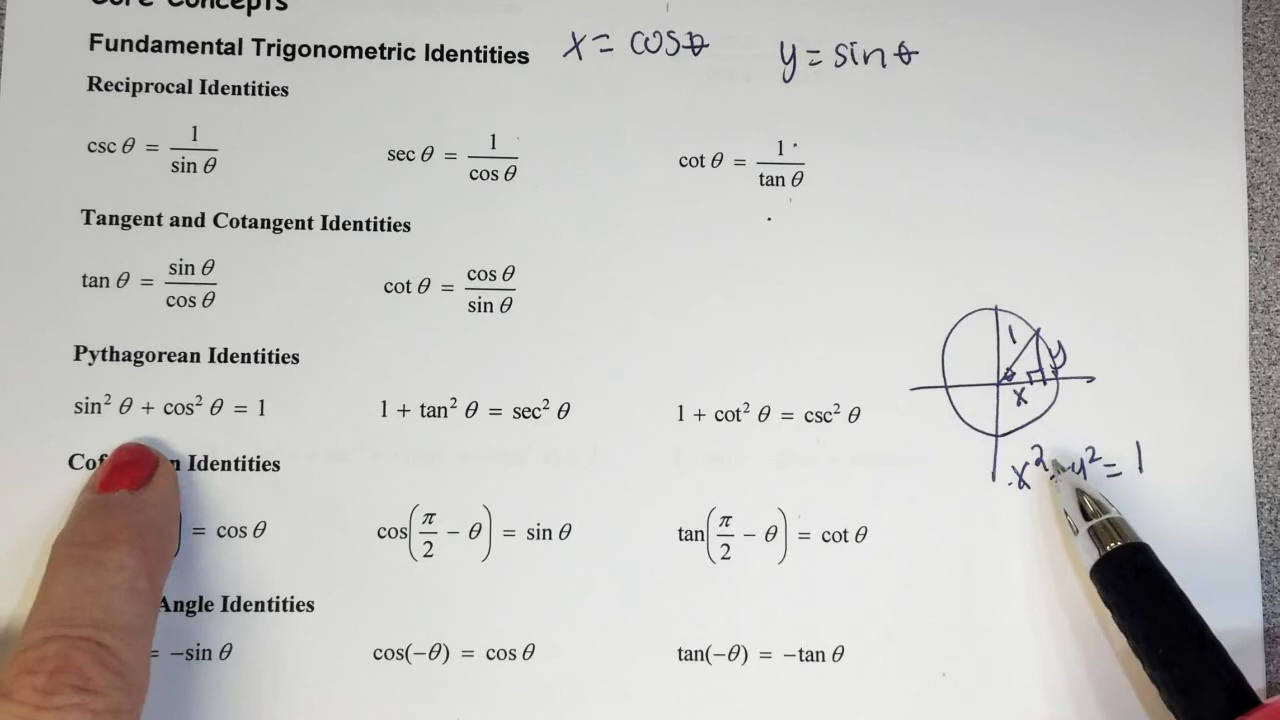 Core Concepts
Fundamental Trigonometric Identities x = cosθ y = sinθ
Reciprocal Identities
csc θ = 1/sin θ sec θ = 1/cos θ cot θ = 1/tan θ
Tangent and Cotangent Identities
tan θ = sin θ/cos θ cot θ = cos θ/sin θ
Pythagorean Identities
sin² θ + cos² θ = 1 1 + tan² θ = sec² θ 1 + cot² θ = csc² θ
1 y
θ x
x² y² = 1
Identities
= cos θ cos(π/2 − θ) = sin θ tan(π/2 − θ) = cot θ
Angle Identities
= −sin θ cos(−θ) = cos θ tan(−θ) = −tan θ